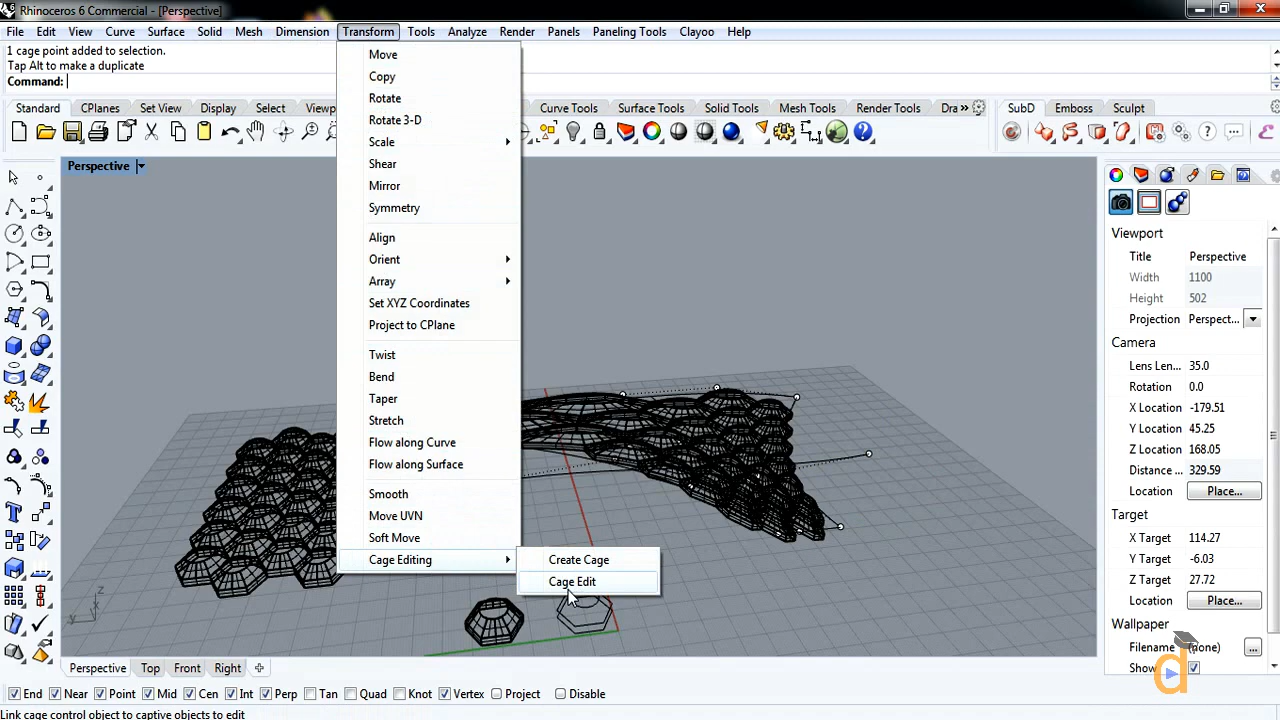 Rhinoceros 6 Commercial - [Perspective]
File Edit View Curve Surface Solid Mesh Dimension Transform Tools Analyze Render Panels Paneling Tools Clayoo Help
1 cage point added to selection.
Tap Alt to make a duplicate
Command:
Standard CPlanes Set View Display Select Viewp Curve Tools Surface Tools Solid Tools Mesh Tools Render Tools Dra » SubD Emboss Sculpt
Perspective
Move
Copy
Rotate
Rotate 3-D
Scale
Shear
Mirror
Symmetry
Align
Orient
Array
Set XYZ Coordinates
Project to CPlane
Twist
Bend
Taper
Stretch
Flow along Curve
Flow along Surface
Smooth
Move UVN
Soft Move
Cage Editing
Create Cage
Cage Edit
z
x
y
Viewport
Title Perspective
Width 1100
Height 502
Projection Perspect...
Camera
Lens Len... 35.0
Rotation 0.0
X Location -179.51
Y Location 45.25
Z Location 168.05
Distance ... 329.59
Location Place...
Target
X Target 114.27
Y Target -6.03
Z Target 27.72
Location Place...
Wallpaper
Filename (none) ...
Show
d
Perspective Top Front Right
End Near Point Mid Cen Int Perp Tan Quad Knot Vertex Project Disable
Link cage control object to captive objects to edit